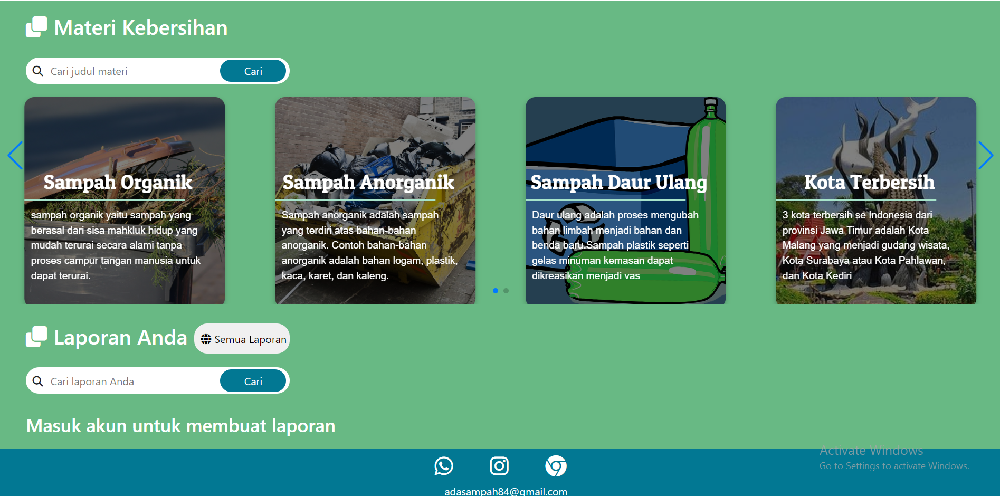 Materi Kebersihan
Cari judul materi
Cari
Sampah Organik
sampah organik yaitu sampah yang
berasal dari sisa mahkluk hidup yang
mudah terurai secara alami tanpa
proses campur tangan manusia untuk
dapat terurai.
Sampah Anorganik
Sampah anorganik adalah sampah
yang terdiri atas bahan-bahan
anorganik. Contoh bahan-bahan
anorganik adalah bahan logam, plastik,
kaca, karet, dan kaleng.
Sampah Daur Ulang
Daur ulang adalah proses mengubah
bahan limbah menjadi bahan dan
benda baru.Sampah plastik seperti
gelas minuman kemasan dapat
dikreasikan menjadi vas
Kota Terbersih
3 kota terbersih se Indonesia dari
provinsi Jawa Timur adalah Kota
Malang yang menjadi gudang wisata,
Kota Surabaya atau Kota Pahlawan,
dan Kota Kediri
Laporan Anda
Semua Laporan
Cari laporan Anda
Cari
Masuk akun untuk membuat laporan
Activate Windows
Go to Settings to activate Windows.
adasampah84@gmail.com